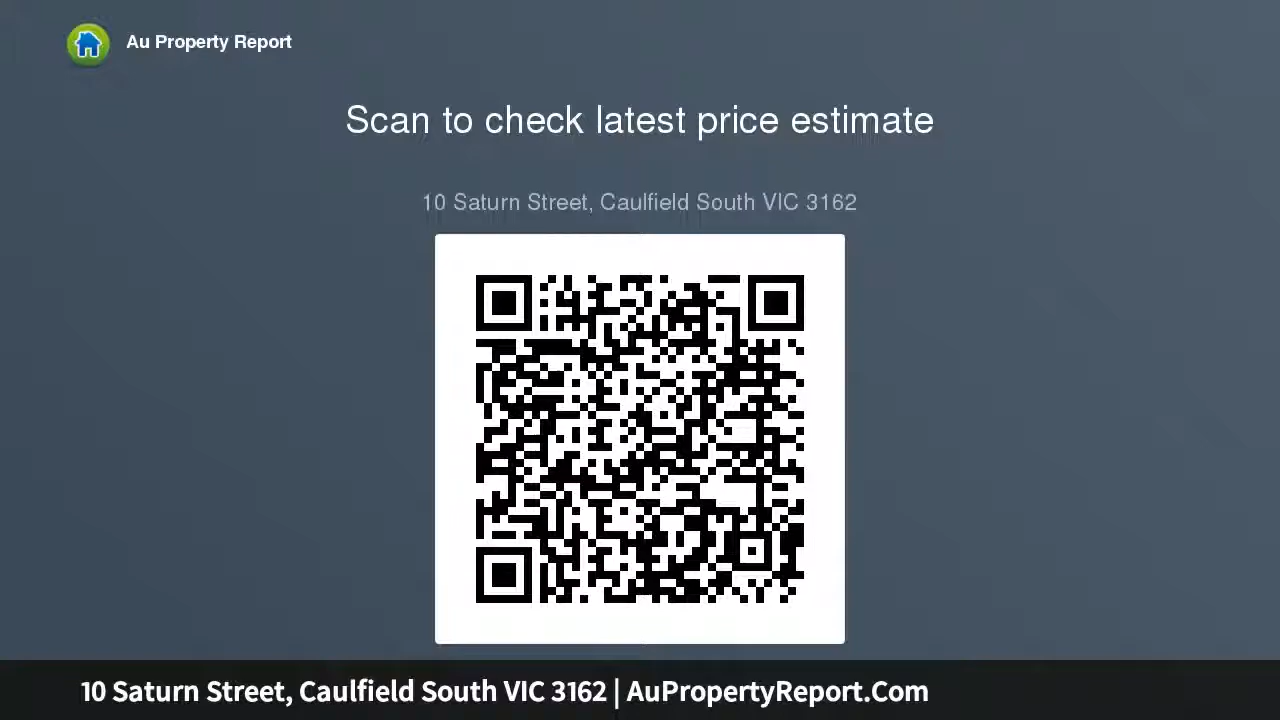 Au Property Report
Scan to check latest price estimate
10 Saturn Street, Caulfield South VIC 3162
10 Saturn Street, Caulfield South VIC 3162 | AuPropertyReport.Com